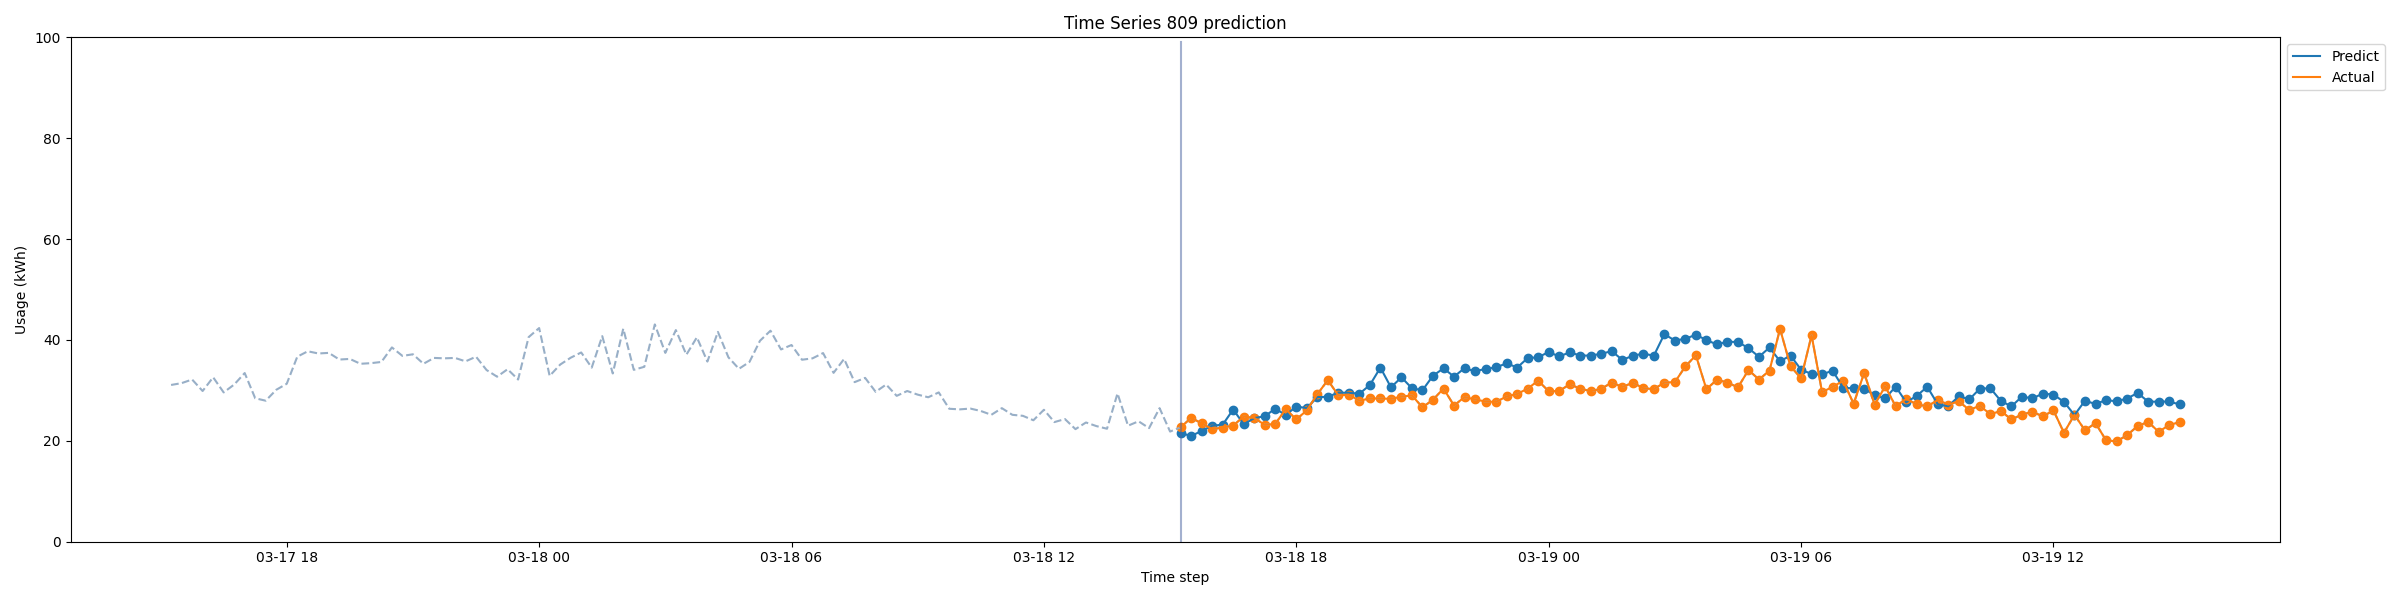 Time Series 809 prediction
Predict
Actual
100
80
60
40
20
0
Usage (kWh)
03-17 18
03-18 00
03-18 06
03-18 12
03-18 18
03-19 00
03-19 06
03-19 12
Time step